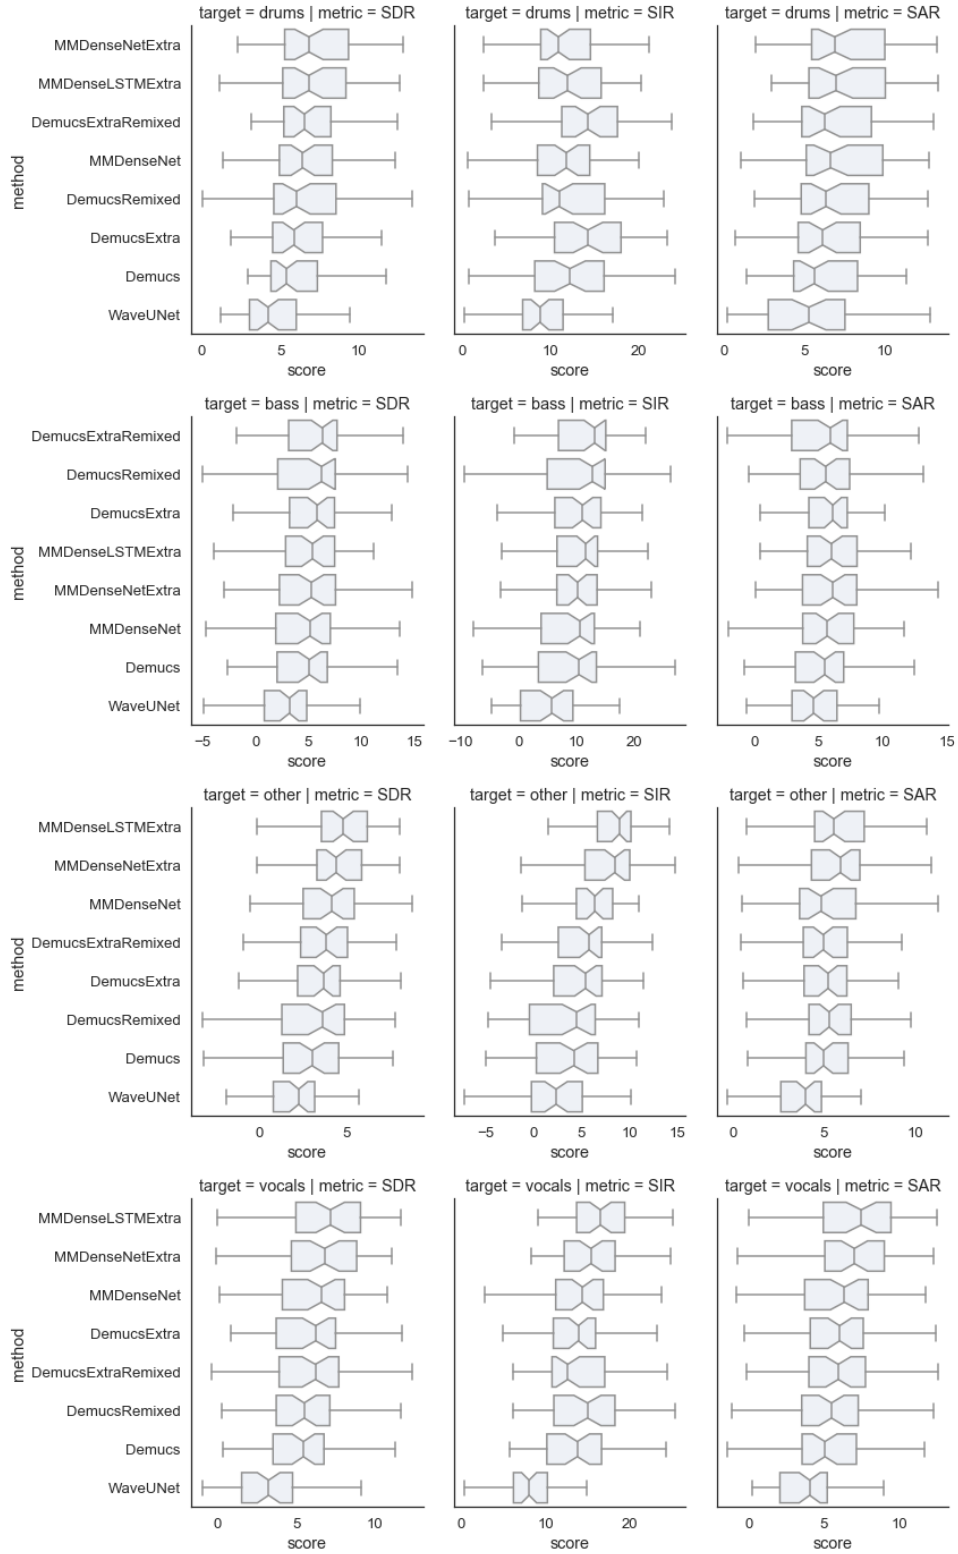 target = drums | metric = SDR
target = drums | metric = SIR
target = drums | metric = SAR
method
MMDenseNetExtra
MMDenseLSTMExtra
DemucsExtraRemixed
MMDenseNet
DemucsRemixed
DemucsExtra
Demucs
WaveUNet
0 5 10
0 10 20
0 5 10
score
score
score
target = bass | metric = SDR
target = bass | metric = SIR
target = bass | metric = SAR
method
DemucsExtraRemixed
DemucsRemixed
DemucsExtra
MMDenseLSTMExtra
MMDenseNetExtra
MMDenseNet
Demucs
WaveUNet
−5 0 5 10 15
−10 0 10 20
0 5 10 15
score
score
score
target = other | metric = SDR
target = other | metric = SIR
target = other | metric = SAR
method
MMDenseLSTMExtra
MMDenseNetExtra
MMDenseNet
DemucsExtraRemixed
DemucsExtra
DemucsRemixed
Demucs
WaveUNet
0 5
−5 0 5 10 15
0 5 10
score
score
score
target = vocals | metric = SDR
target = vocals | metric = SIR
target = vocals | metric = SAR
method
MMDenseLSTMExtra
MMDenseNetExtra
MMDenseNet
DemucsExtra
DemucsExtraRemixed
DemucsRemixed
Demucs
WaveUNet
0 5 10
0 10 20
0 5 10
score
score
score